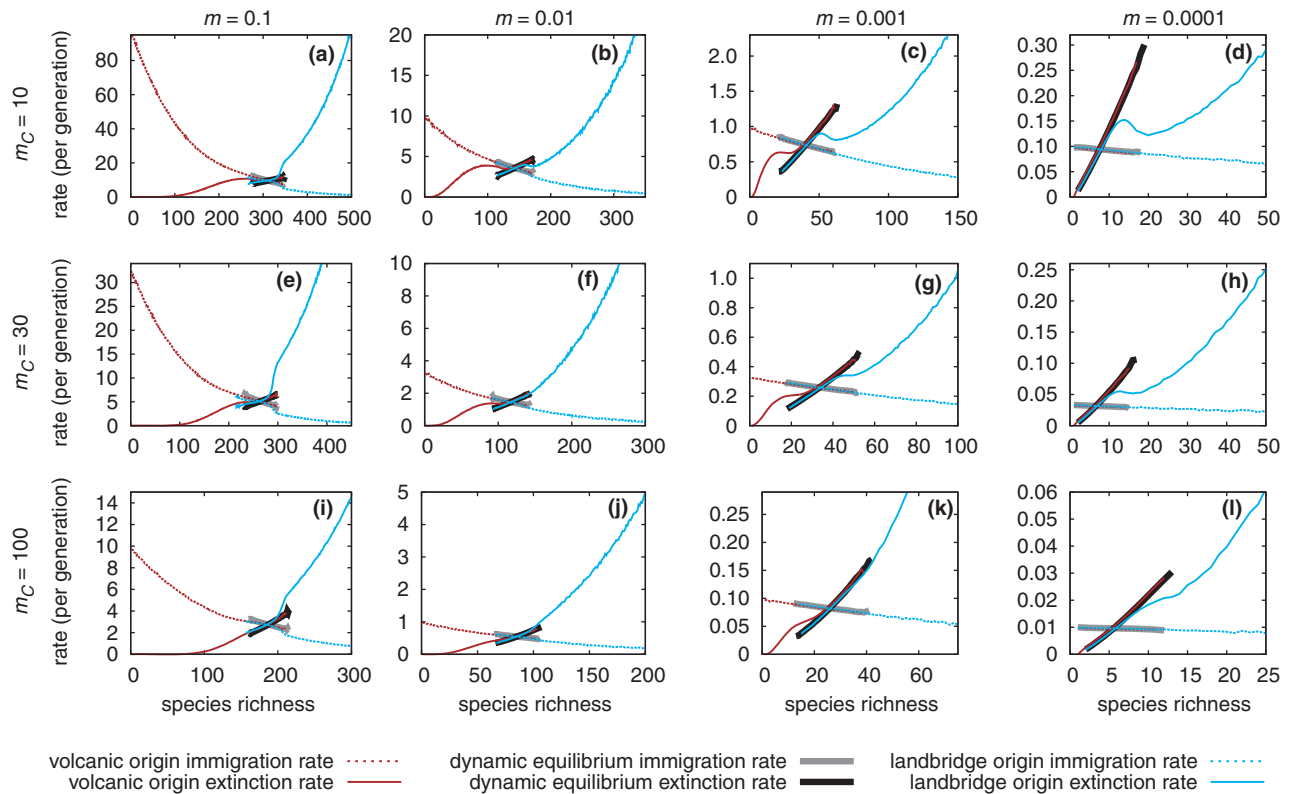 m = 0.1 m = 0.01 m = 0.001 m = 0.0001
m_C = 10
rate (per generation)
(a)
80
60
40
20
0
0 100 200 300 400 500
(b)
20
15
10
5
0
0 100 200 300
(c)
2.0
1.5
1.0
0.5
0.0
0 50 100 150
(d)
0.30
0.25
0.20
0.15
0.10
0.05
0.00
0 10 20 30 40 50
m_C = 30
rate (per generation)
(e)
30
25
20
15
10
5
0
0 100 200 300 400
(f)
10
8
6
4
2
0
0 100 200 300
(g)
1.0
0.8
0.6
0.4
0.2
0.0
0 20 40 60 80 100
(h)
0.25
0.20
0.15
0.10
0.05
0.00
0 10 20 30 40 50
m_C = 100
rate (per generation)
(i)
14
12
10
8
6
4
2
0
0 100 200 300
species richness
(j)
5
4
3
2
1
0
0 50 100 150 200
species richness
(k)
0.25
0.20
0.15
0.10
0.05
0.00
0 20 40 60
species richness
(l)
0.06
0.05
0.04
0.03
0.02
0.01
0.00
0 5 10 15 20 25
species richness
volcanic origin immigration rate
volcanic origin extinction rate
dynamic equilibrium immigration rate
dynamic equilibrium extinction rate
landbridge origin immigration rate
landbridge origin extinction rate